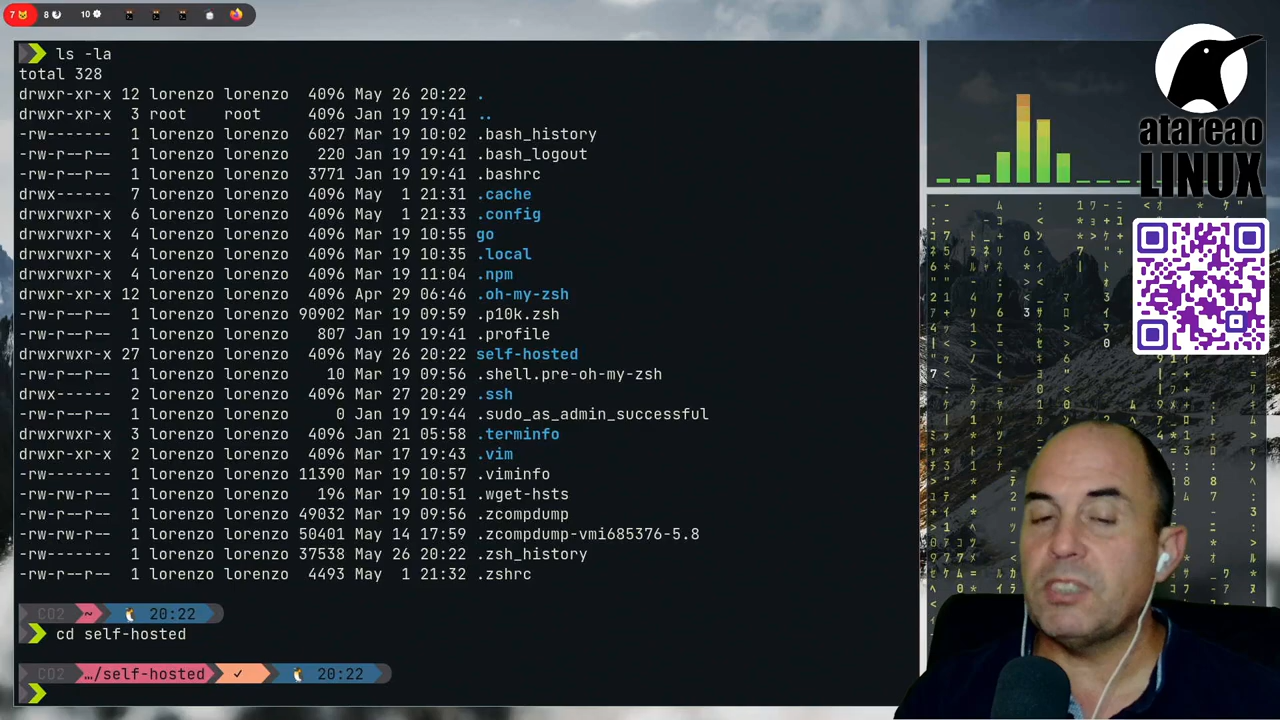 7 8 10
ls -la
total 328
drwxr-xr-x 12 lorenzo lorenzo 4096 May 26 20:22 .
drwxr-xr-x 3 root root 4096 Jan 19 19:41 ..
-rw------- 1 lorenzo lorenzo 6027 Mar 19 10:02 .bash_history
-rw-r--r-- 1 lorenzo lorenzo 220 Jan 19 19:41 .bash_logout
-rw-r--r-- 1 lorenzo lorenzo 3771 Jan 19 19:41 .bashrc
drwx------ 7 lorenzo lorenzo 4096 May 1 21:31 .cache
drwxrwxr-x 6 lorenzo lorenzo 4096 May 1 21:33 .config
drwxrwxr-x 4 lorenzo lorenzo 4096 Mar 19 10:55 go
drwxrwxr-x 4 lorenzo lorenzo 4096 Mar 19 10:35 .local
drwxrwxr-x 4 lorenzo lorenzo 4096 Mar 19 11:04 .npm
drwxr-xr-x 12 lorenzo lorenzo 4096 Apr 29 06:46 .oh-my-zsh
-rw-rw-r-- 1 lorenzo lorenzo 90902 Mar 19 09:59 .p10k.zsh
-rw-r--r-- 1 lorenzo lorenzo 807 Jan 19 19:41 .profile
drwxrwxr-x 27 lorenzo lorenzo 4096 May 26 20:22 self-hosted
-rw-rw-r-- 1 lorenzo lorenzo 10 Mar 19 09:56 .shell.pre-oh-my-zsh
drwx------ 2 lorenzo lorenzo 4096 Mar 27 20:29 .ssh
-rw-r--r-- 1 lorenzo lorenzo 0 Jan 19 19:44 .sudo_as_admin_successful
drwxrwxr-x 3 lorenzo lorenzo 4096 Jan 21 05:58 .terminfo
drwxrwxr-x 2 lorenzo lorenzo 4096 Mar 17 19:43 .vim
-rw------- 1 lorenzo lorenzo 11390 Mar 19 10:57 .viminfo
-rw-rw-r-- 1 lorenzo lorenzo 196 Mar 19 10:51 .wget-hsts
-rw-rw-r-- 1 lorenzo lorenzo 49032 Mar 19 09:56 .zcompdump
-rw-rw-r-- 1 lorenzo lorenzo 50401 May 14 17:59 .zcompdump-vmi685376-5.8
-rw------- 1 lorenzo lorenzo 37538 May 26 20:22 .zsh_history
-rw-r--r-- 1 lorenzo lorenzo 4493 May 1 21:32 .zshrc
CO2 ~ 20:22
cd self-hosted
CO2 …/self-hosted ✓ 20:22
atareao
LINUX